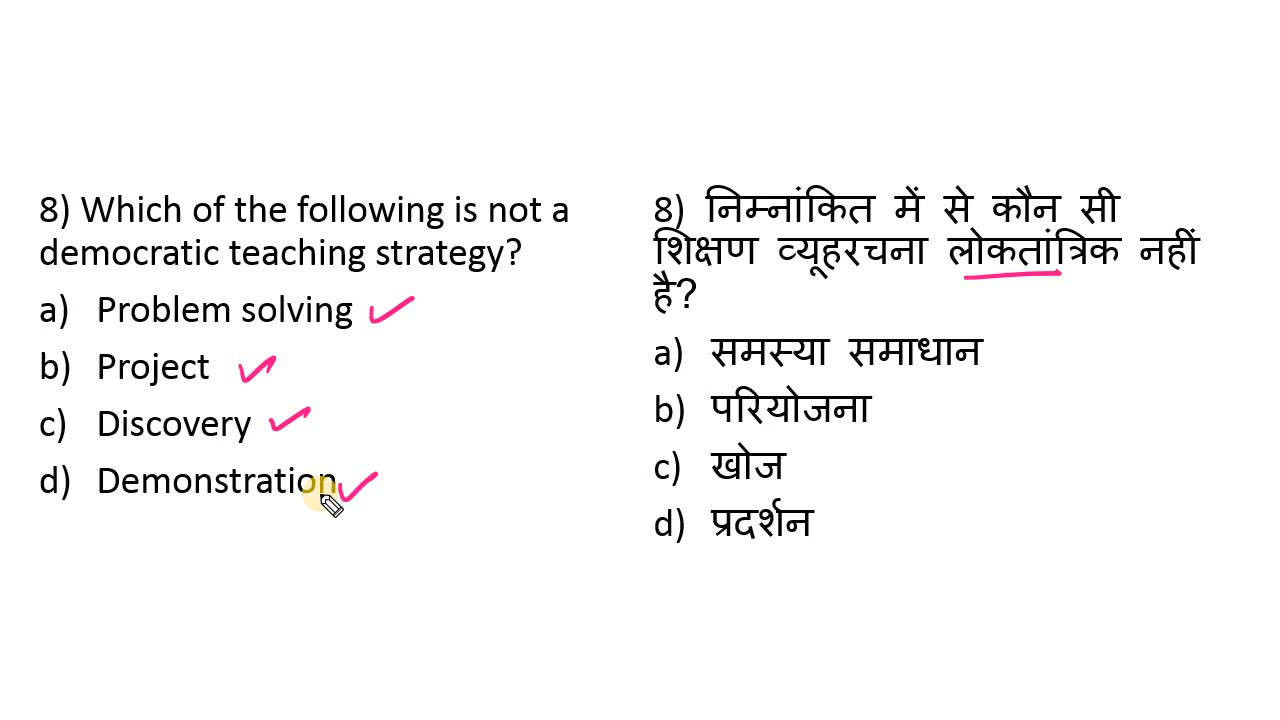 8) Which of the following is not a
democratic teaching strategy?
a) Problem solving
b) Project
c) Discovery
d) Demonstration
8) निम्नांकित में से कौन सी
शिक्षण व्यूहरचना लोकतांत्रिक नहीं
है?
a) समस्या समाधान
b) परियोजना
c) खोज
d) प्रदर्शन